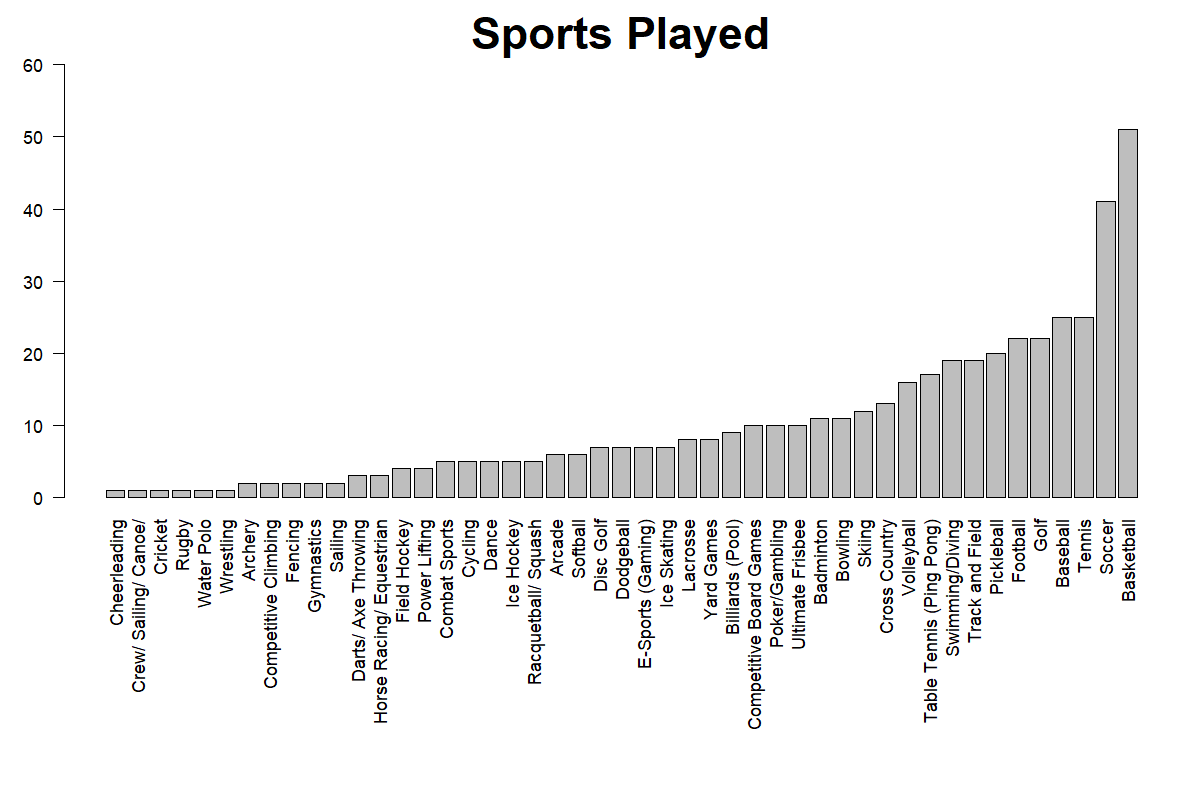 Sports Played
60
50
40
30
20
10
0
Cheerleading
Crew/ Sailing/ Canoe/
Cricket
Rugby
Water Polo
Wrestling
Archery
Competitive Climbing
Fencing
Gymnastics
Sailing
Darts/ Axe Throwing
Horse Racing/ Equestrian
Field Hockey
Power Lifting
Combat Sports
Cycling
Dance
Ice Hockey
Racquetball/ Squash
Arcade
Softball
Disc Golf
Dodgeball
E-Sports (Gaming)
Ice Skating
Lacrosse
Yard Games
Billiards (Pool)
Competitive Board Games
Poker/Gambling
Ultimate Frisbee
Badminton
Bowling
Skiing
Cross Country
Volleyball
Table Tennis (Ping Pong)
Swimming/Diving
Track and Field
Pickleball
Football
Golf
Baseball
Tennis
Soccer
Basketball